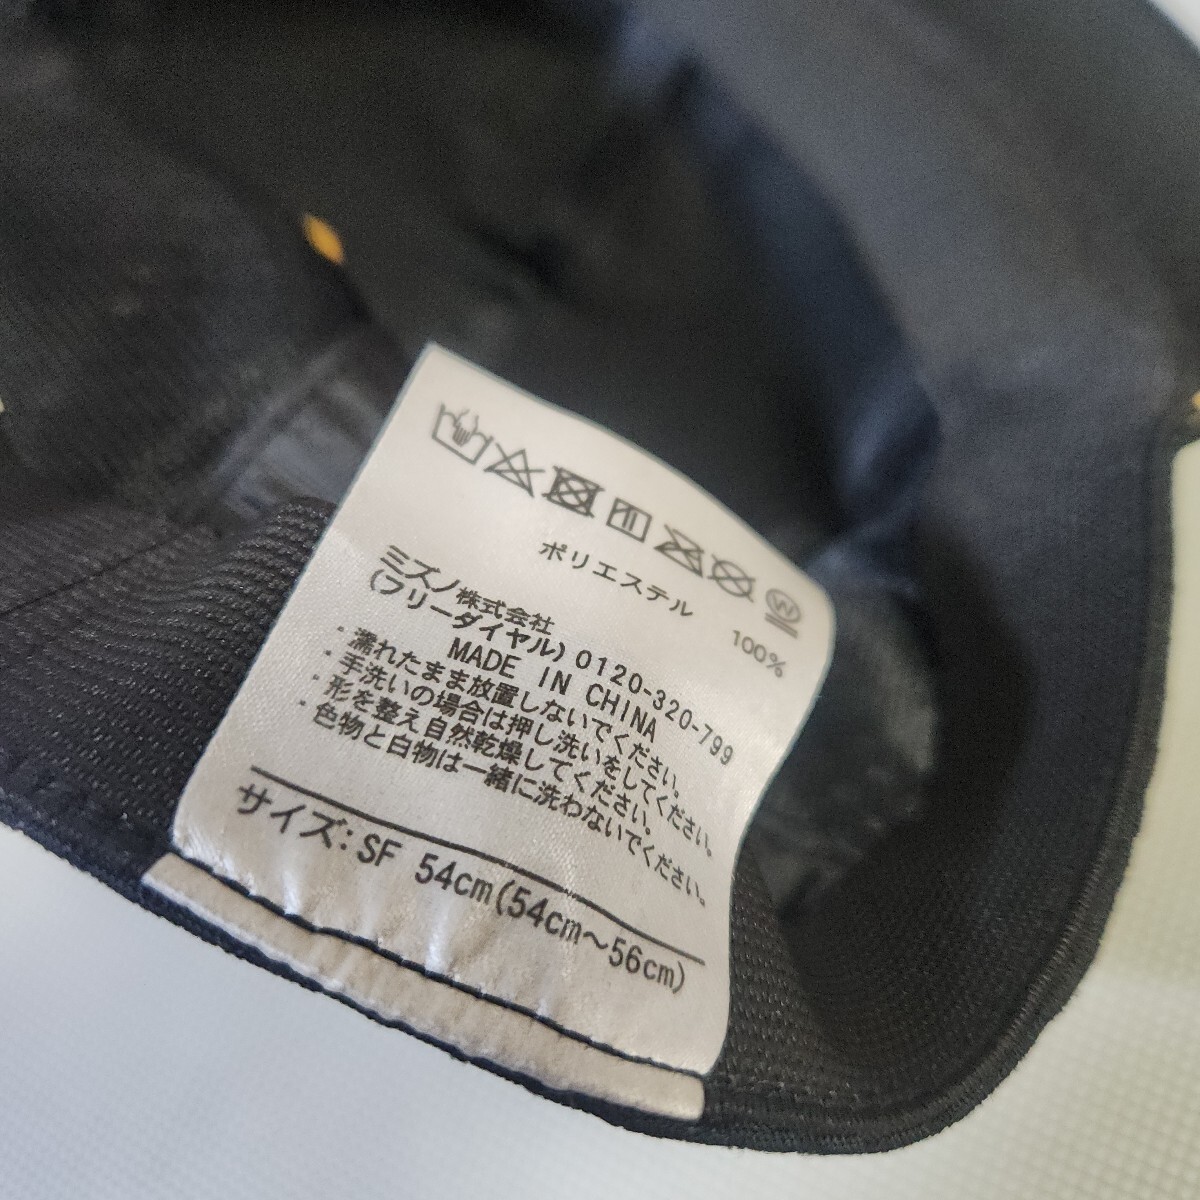 ポリエステル 100%
ミズノ株式会社
(フリーダイヤル) 0120-320-799
MADE IN CHINA
・濡れたまま放置しないでください。
・手洗いの場合は押し洗いをしてください。
・形を整え自然乾燥してください。
・色物と白物は一緒に洗わないでください。
サイズ:SF 54cm(54cm～56cm)